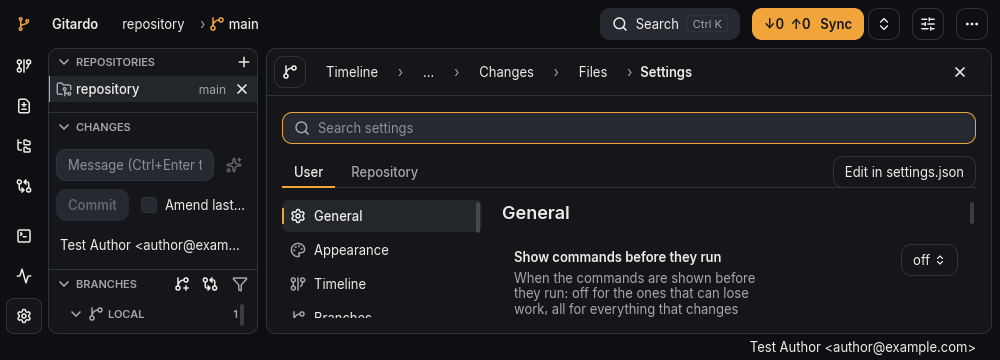 Gitardo
repository › main
Search Ctrl K
↓0 ↑0 Sync
REPOSITORIES
repository main
CHANGES
Message (Ctrl+Enter t
Commit
Amend last...
Test Author <author@exam...
BRANCHES
LOCAL 1
Timeline › ... › Changes › Files › Settings
Search settings
User
Repository
Edit in settings.json
General
Appearance
Timeline
Branches
General
Show commands before they run
When the commands are shown before
they run: off for the ones that can lose
work, all for everything that changes
off
Test Author <author@example.com>